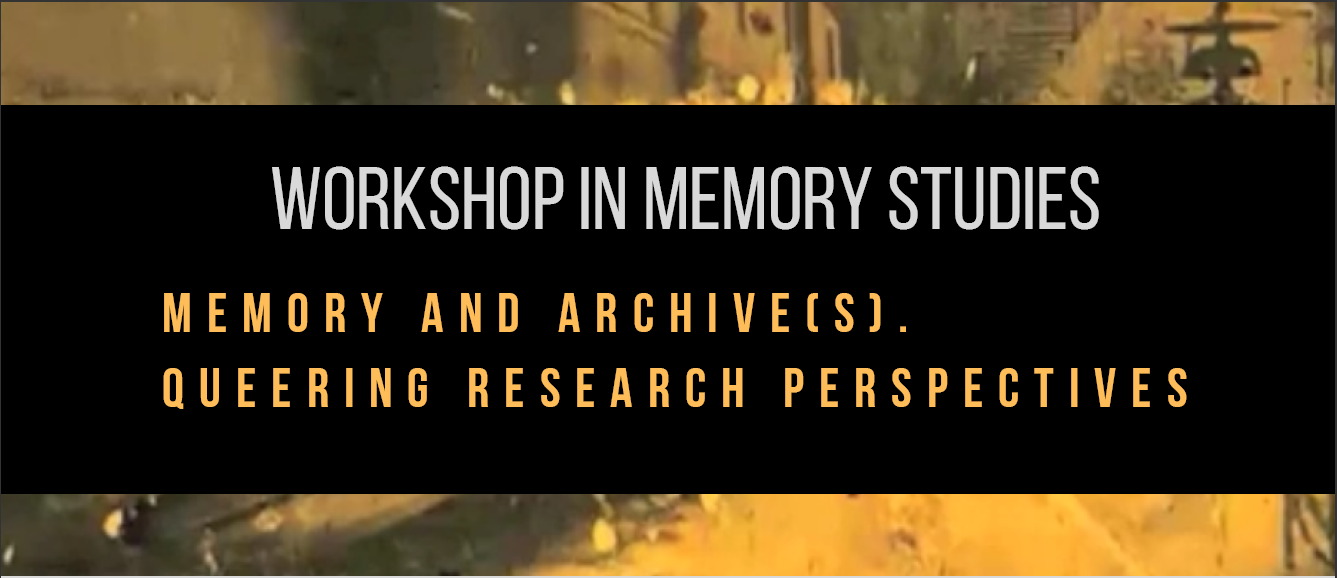 WORKSHOP IN MEMORY STUDIES
MEMORY AND ARCHIVE(S).
QUEERING RESEARCH PERSPECTIVES